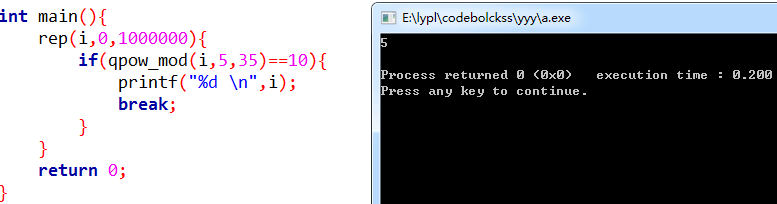 int main(){
    rep(i,0,1000000){
        if(qpow_mod(i,5,35)==10){
            printf("%d \n",i);
            break;
        }
    }
    return 0;
}
E:\lypl\codebolckss\yyy\a.exe
5
Process returned 0 (0x0)   execution time : 0.200
Press any key to continue.